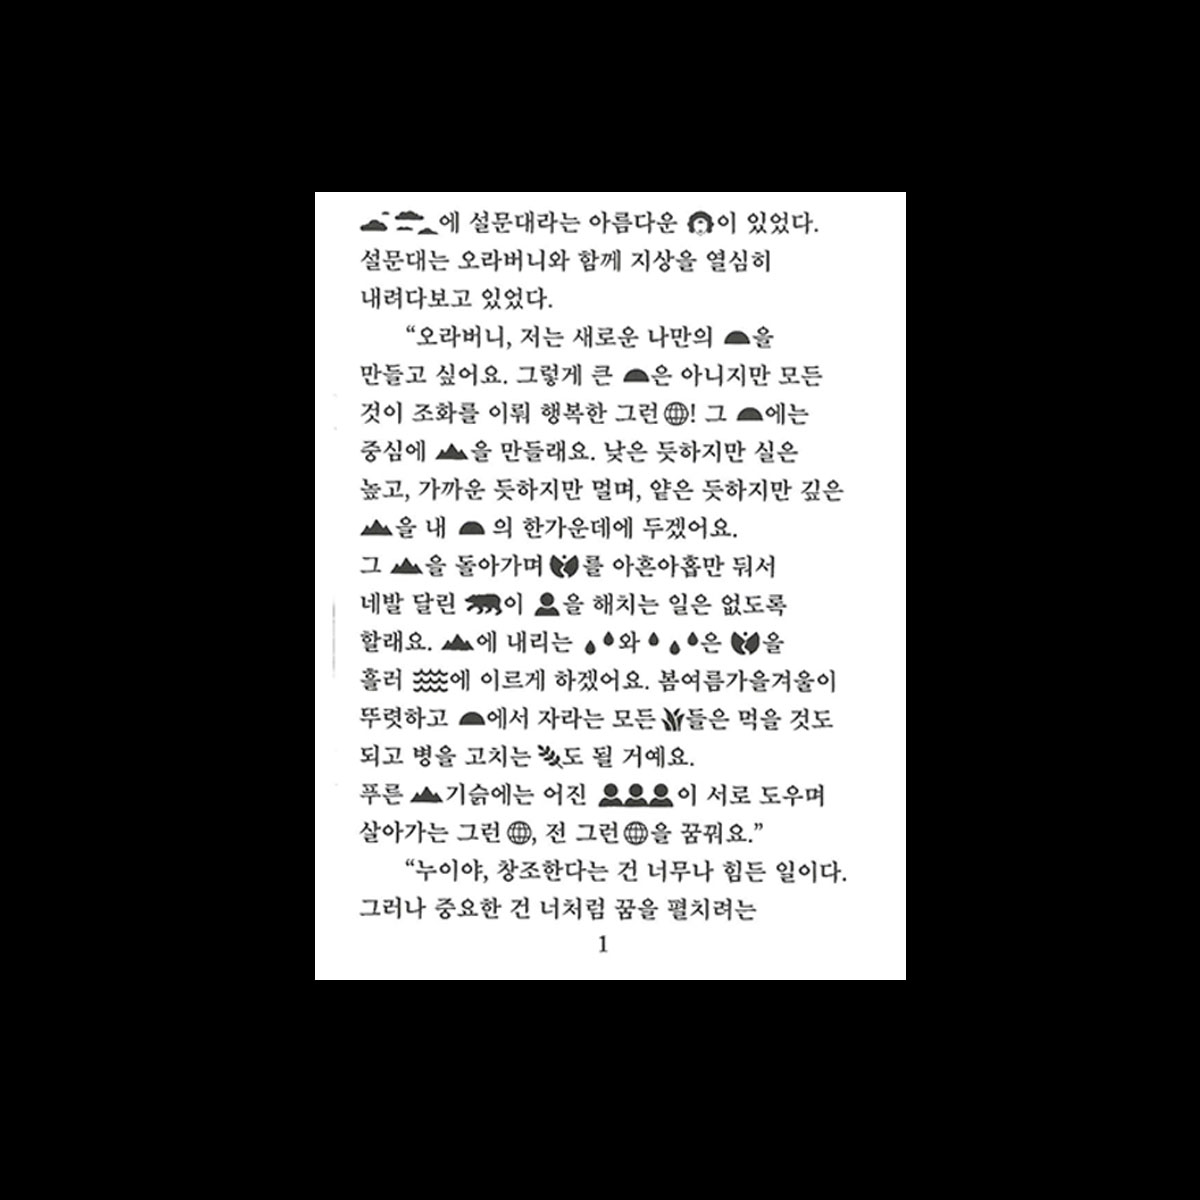 에 설문대라는 아름다운 이 있었다.
설문대는 오라버니와 함께 지상을 열심히
내려다보고 있었다.
“오라버니, 저는 새로운 나만의 을
만들고 싶어요. 그렇게 큰 은 아니지만 모든
것이 조화를 이뤄 행복한 그런 ! 그 에는
중심에 을 만들래요. 낮은 듯하지만 실은
높고, 가까운 듯하지만 멀며, 얕은 듯하지만 깊은
을 내 의 한가운데에 두겠어요.
그 을 돌아가며 를 아흔아홉만 둬서
네발 달린 이 을 해치는 일은 없도록
할래요. 에 내리는 와 은 을
흘러 에 이르게 하겠어요. 봄여름가을겨울이
뚜렷하고 에서 자라는 모든 들은 먹을 것도
되고 병을 고치는 도 될 거예요.
푸른 기슭에는 어진 이 서로 도우며
살아가는 그런 , 전 그런 을 꿈꿔요.”
“누이야, 창조한다는 건 너무나 힘든 일이다.
그러나 중요한 건 너처럼 꿈을 펼치려는
1